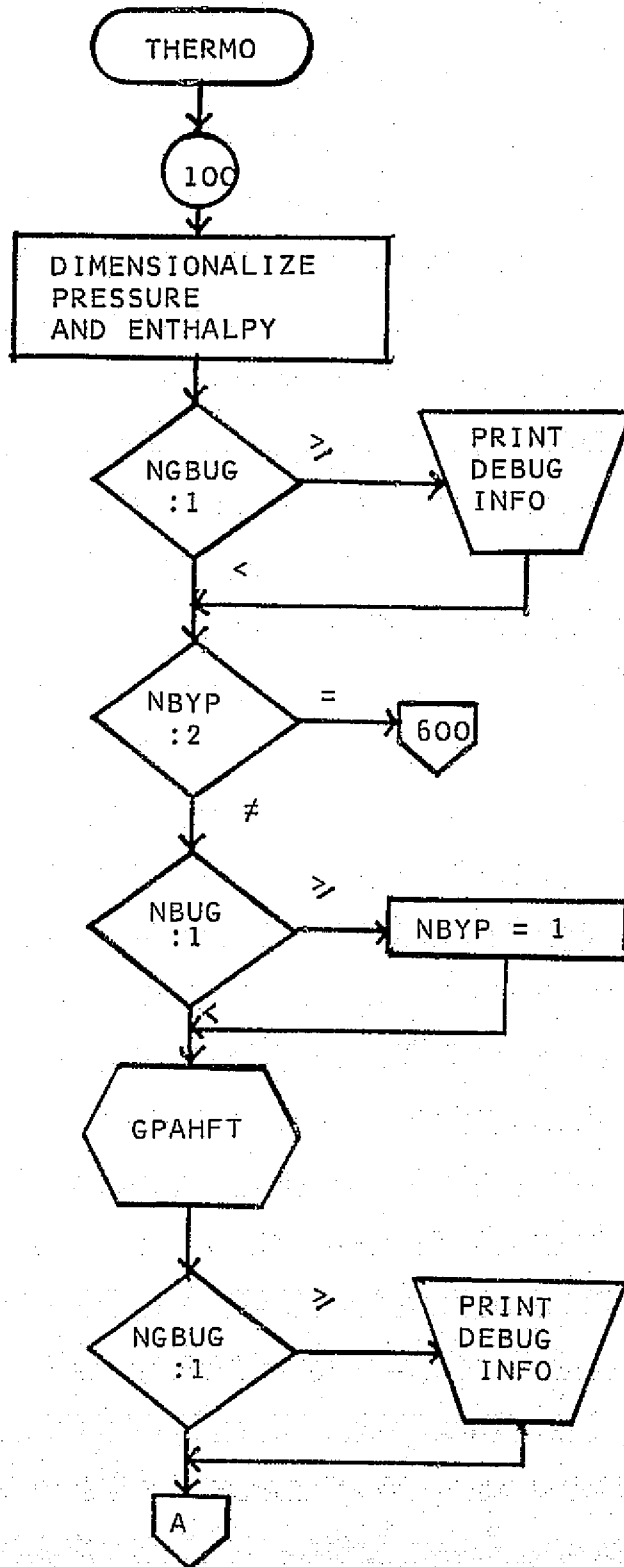 THERMO
100
DIMENSIONALIZE
PRESSURE
AND ENTHALPY
NGBUG
:1
≥
PRINT
DEBUG
INFO
<
NBYP
:2
=
600
≠
NBUG
:1
≥
NBYP = 1
<
GPAHFT
NGBUG
:1
≥
PRINT
DEBUG
INFO
A